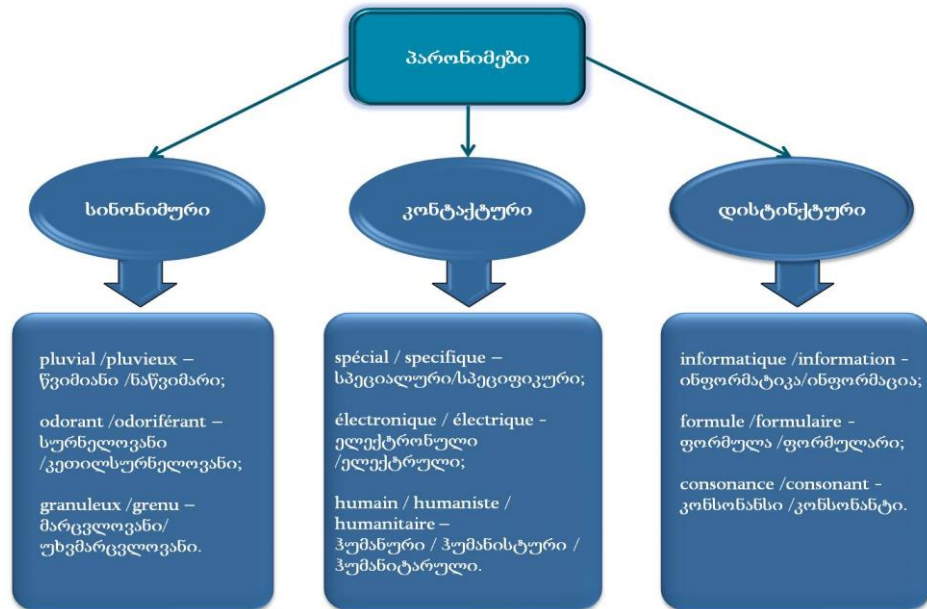 პარონიმები
სინონიმური
კონტაქტური
დისტინქტური
pluvial /pluvieux –
წვიმიანი /ნაწვიმარი;
odorant /odoriférant –
სურნელოვანი
/კეთილსურნელოვანი;
granuleux /grenu –
მარცვლოვანი/
უხვმარცვლოვანი.
spécial / specifique –
სპეციალური/სპეციფიკური;
électronique / électrique -
ელექტრონული
/ელექტრული;
humain / humaniste /
humanitaire –
ჰუმანური / ჰუმანისტური /
ჰუმანიტარული.
informatique /information -
ინფორმატიკა/ინფორმაცია;
formule /formulaire -
ფორმულა /ფორმულარი;
consonance /consonant -
კონსონანსი /კონსონანტი.